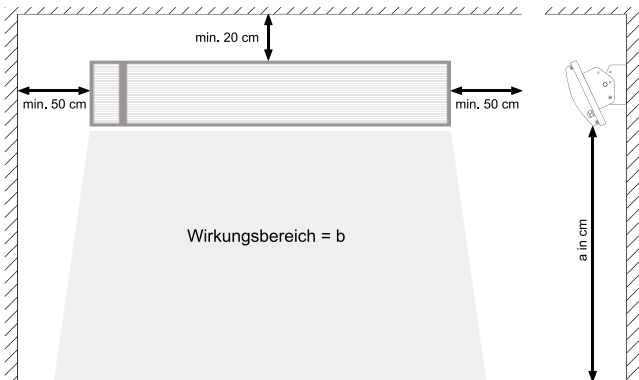 min. 20 cm
min. 50 cm
min. 50 cm
Wirkungsbereich = b
a in cm